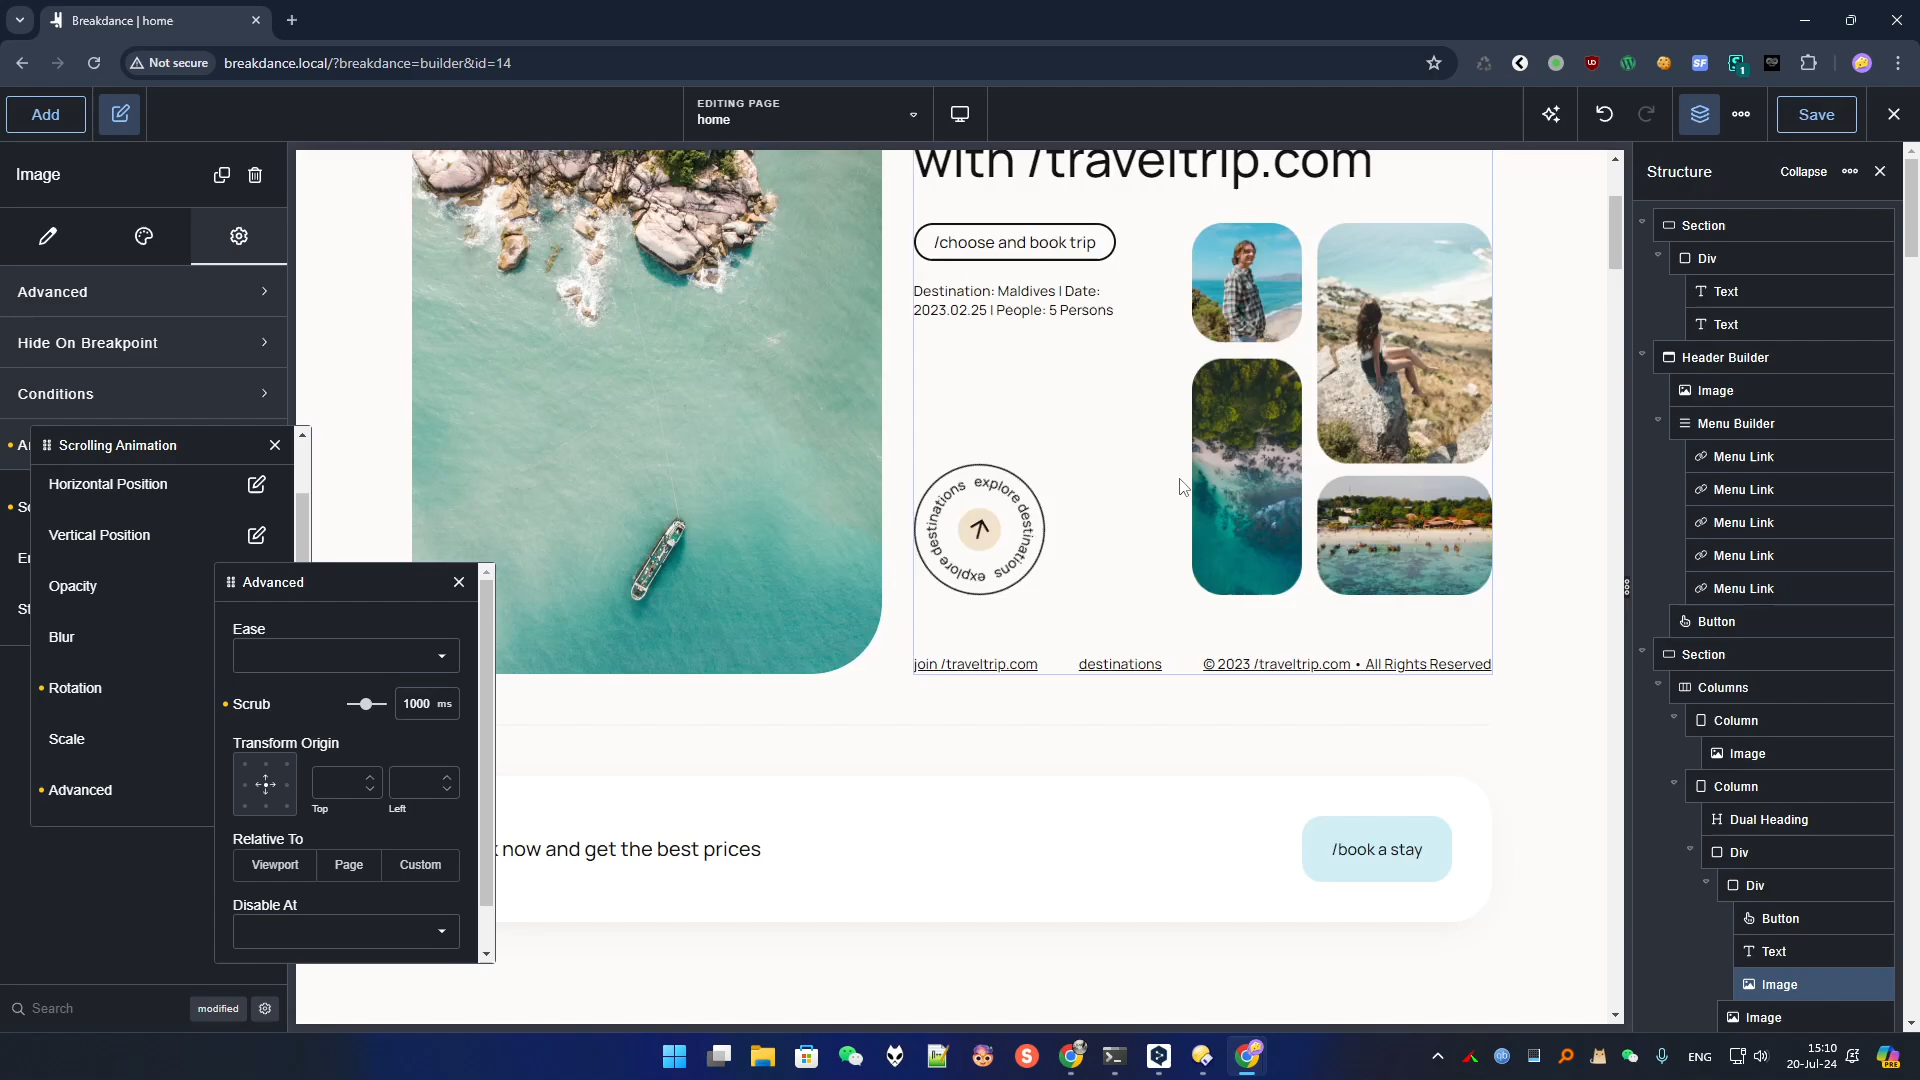 Breakdance | home
Not secure
breakdance.local/?breakdance=builder&id=14
1
Add
EDITING PAGE
home
Save
Image
Advanced
Hide On Breakpoint
Conditions
Scrolling Animation
Horizontal Position
Vertical Position
Opacity
Blur
Rotation
Scale
Advanced
Advanced
Ease
Scrub
1000 ms
Transform Origin
Top
Left
Relative To
Viewport
Page
Custom
Disable At
Search
modified
with /traveltrip.com
/choose and book trip
Destination: Maldives | Date:
2023.02.25 | People: 5 Persons
explore destinations explore destinations
join /traveltrip.com
destinations
© 2023 /traveltrip.com • All Rights Reserved
now and get the best prices
/book a stay
Structure
Collapse
Section
Div
Text
Text
Header Builder
Image
Menu Builder
Menu Link
Menu Link
Menu Link
Menu Link
Menu Link
Button
Section
Columns
Column
Image
Column
Dual Heading
Div
Div
Button
Text
Image
Image
ENG
15:10
20-Jul-24